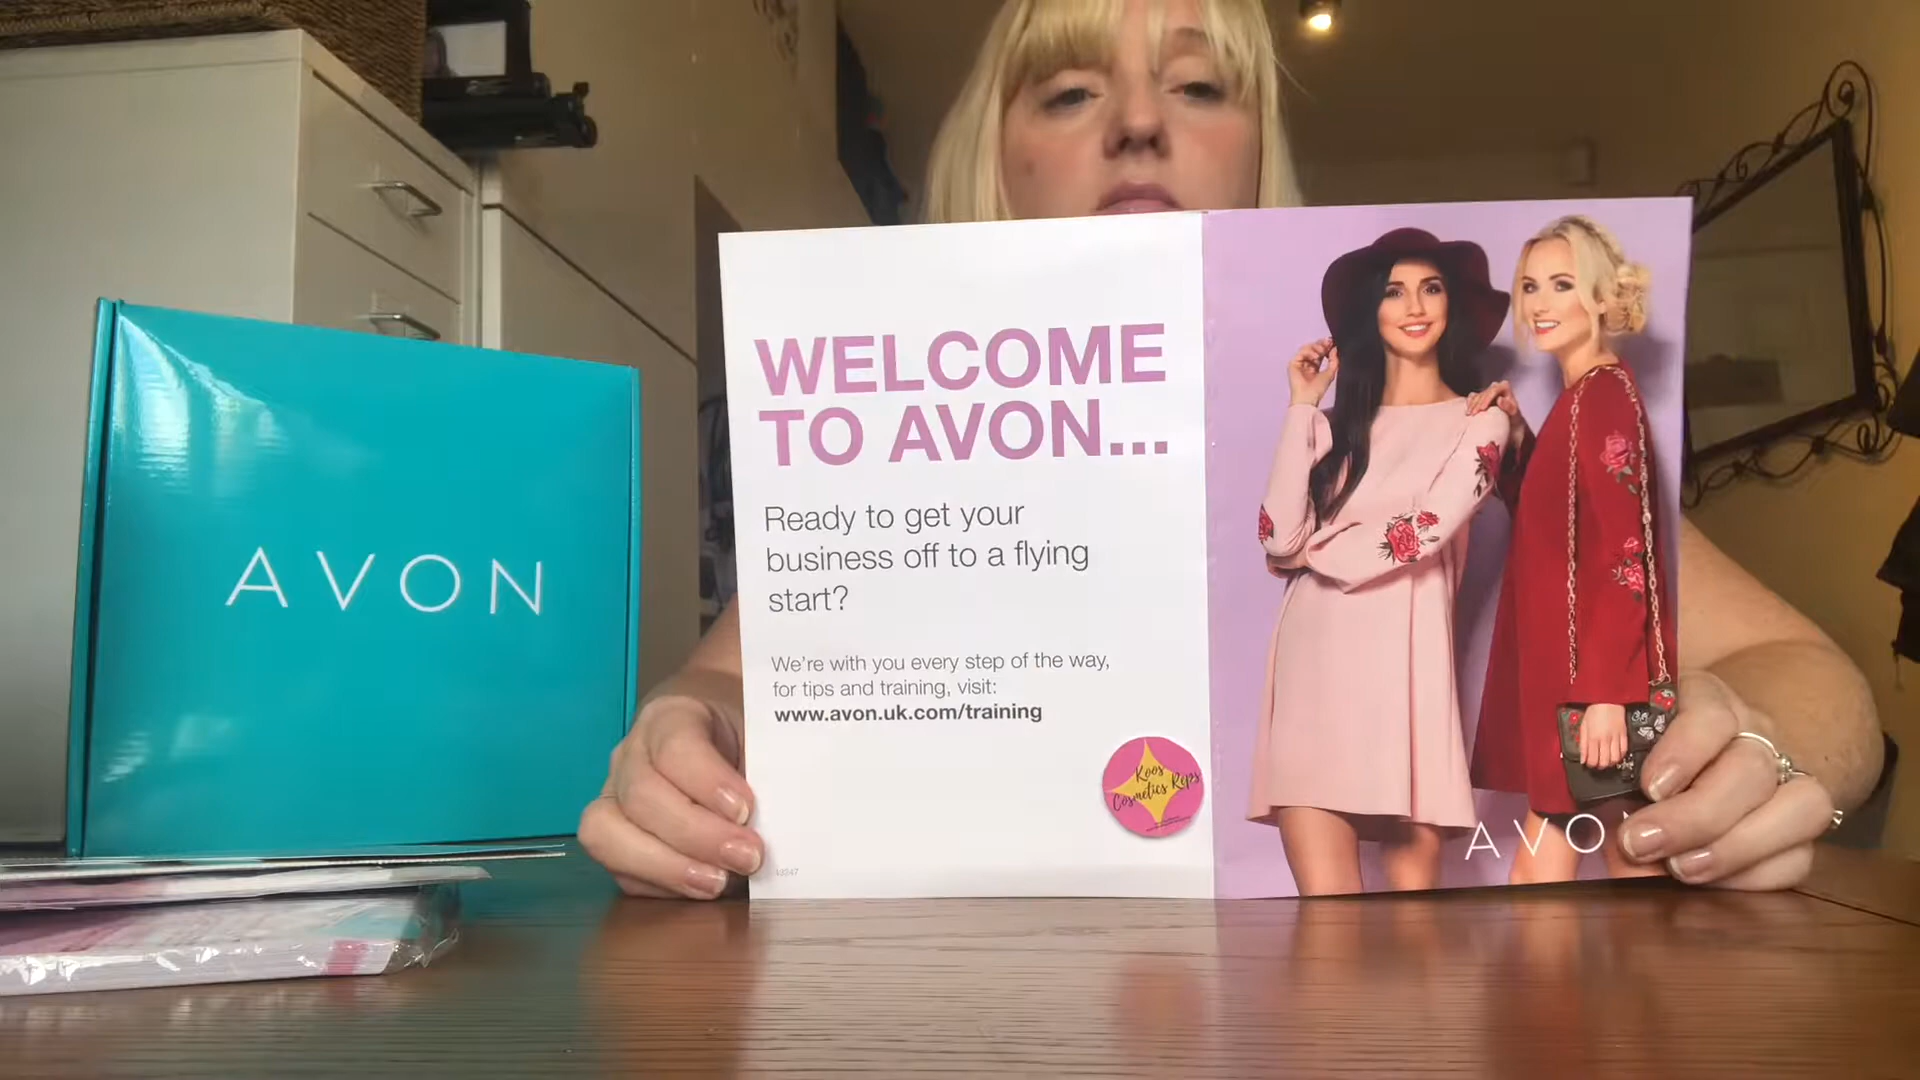 AVON
WELCOME
TO AVON...
Ready to get your
business off to a flying
start?
We're with you every step of the way,
for tips and training, visit:
www.avon.uk.com/training
Koos
Cosmetics Reps
AVO